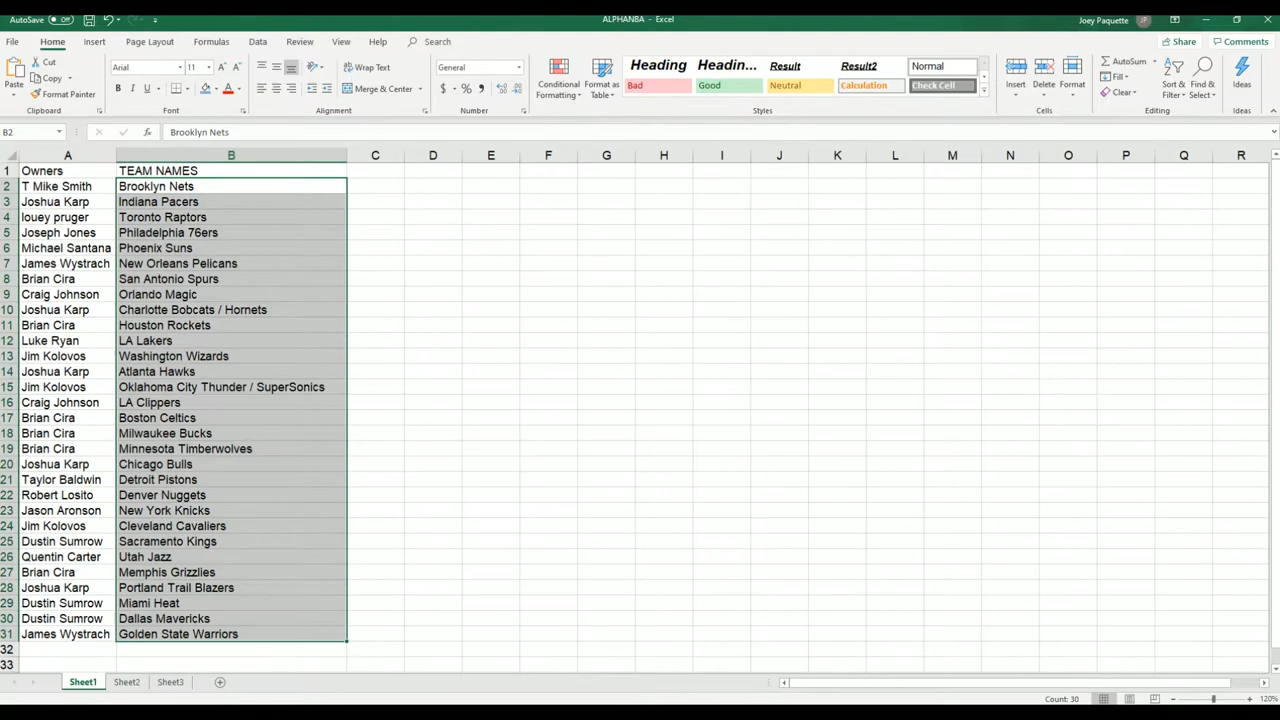 AutoSave Off ALPHANBA - Excel Joey Paquette JP
File Home Insert Page Layout Formulas Data Review View Help Search Share Comments
Paste Cut Copy Format Painter Clipboard
Arial 11 B I U Font
Wrap Text Merge & Center Alignment
General $ % Number
Conditional Formatting Format as Table
Heading Headin... Result Result2 Normal
Bad Good Neutral Calculation Check Cell
Styles
Insert Delete Format Cells
AutoSum Fill Clear Sort & Filter Find & Select Editing
Ideas Ideas
B2 fx Brooklyn Nets
A B C D E F G H I J K L M N O P Q R
1 Owners TEAM NAMES
2 T Mike Smith Brooklyn Nets
3 Joshua Karp Indiana Pacers
4 louey pruger Toronto Raptors
5 Joseph Jones Philadelphia 76ers
6 Michael Santana Phoenix Suns
7 James Wystrach New Orleans Pelicans
8 Brian Cira San Antonio Spurs
9 Craig Johnson Orlando Magic
10 Joshua Karp Charlotte Bobcats / Hornets
11 Brian Cira Houston Rockets
12 Luke Ryan LA Lakers
13 Jim Kolovos Washington Wizards
14 Joshua Karp Atlanta Hawks
15 Jim Kolovos Oklahoma City Thunder / SuperSonics
16 Craig Johnson LA Clippers
17 Brian Cira Boston Celtics
18 Brian Cira Milwaukee Bucks
19 Brian Cira Minnesota Timberwolves
20 Joshua Karp Chicago Bulls
21 Taylor Baldwin Detroit Pistons
22 Robert Losito Denver Nuggets
23 Jason Aronson New York Knicks
24 Jim Kolovos Cleveland Cavaliers
25 Dustin Sumrow Sacramento Kings
26 Quentin Carter Utah Jazz
27 Brian Cira Memphis Grizzlies
28 Joshua Karp Portland Trail Blazers
29 Dustin Sumrow Miami Heat
30 Dustin Sumrow Dallas Mavericks
31 James Wystrach Golden State Warriors
32
33
Sheet1 Sheet2 Sheet3
Count: 30 120%